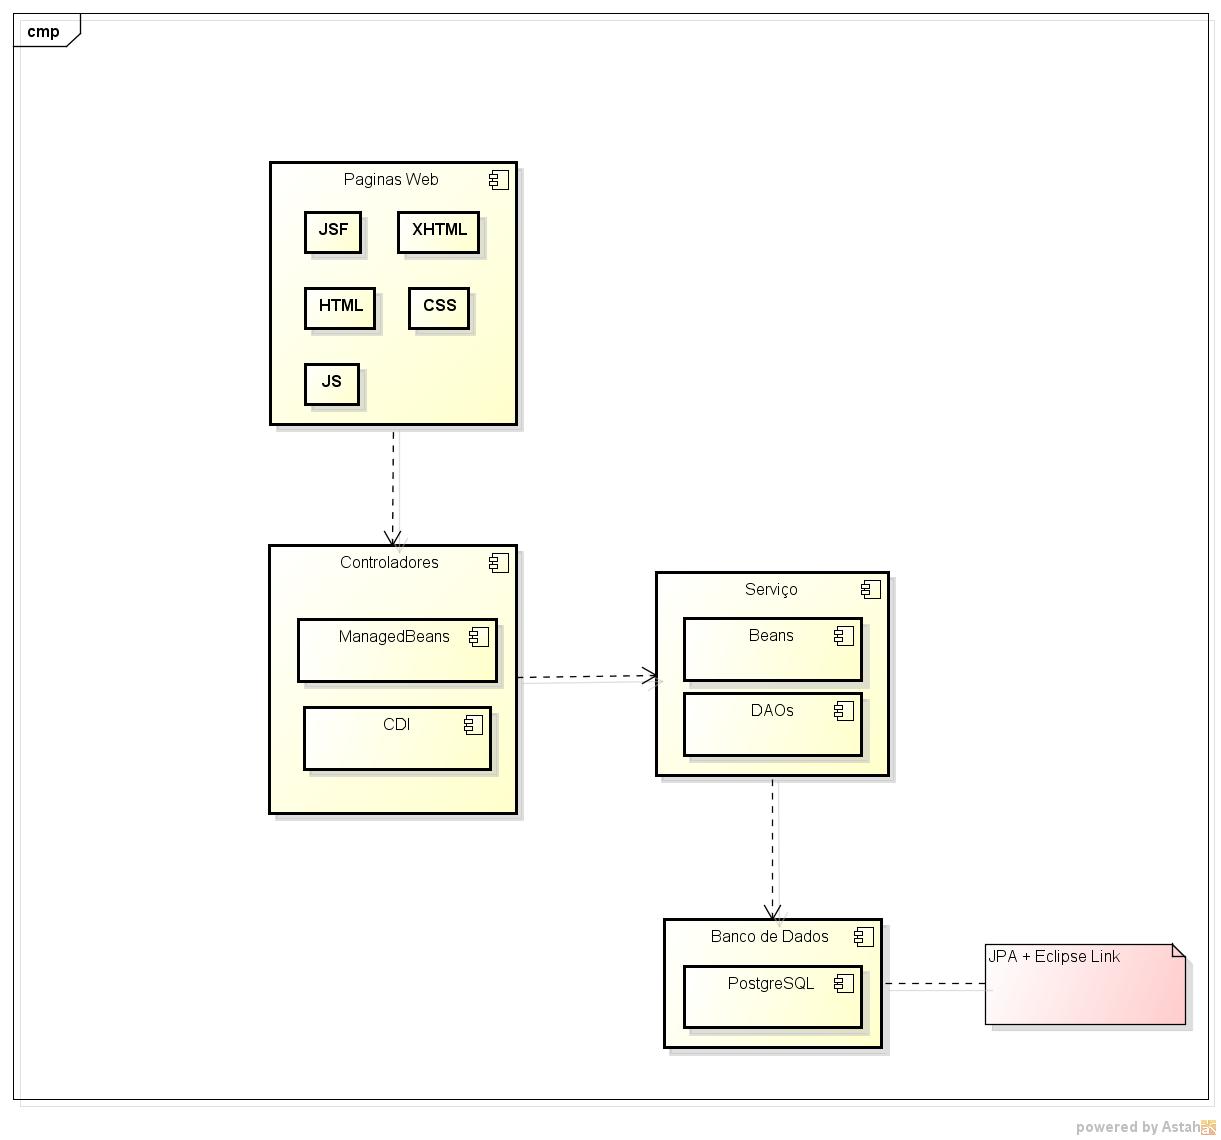 cmp
Paginas Web
JSF
XHTML
HTML
CSS
JS
Controladores
ManagedBeans
CDI
Serviço
Beans
DAOs
Banco de Dados
PostgreSQL
JPA + Eclipse Link
powered by Astah